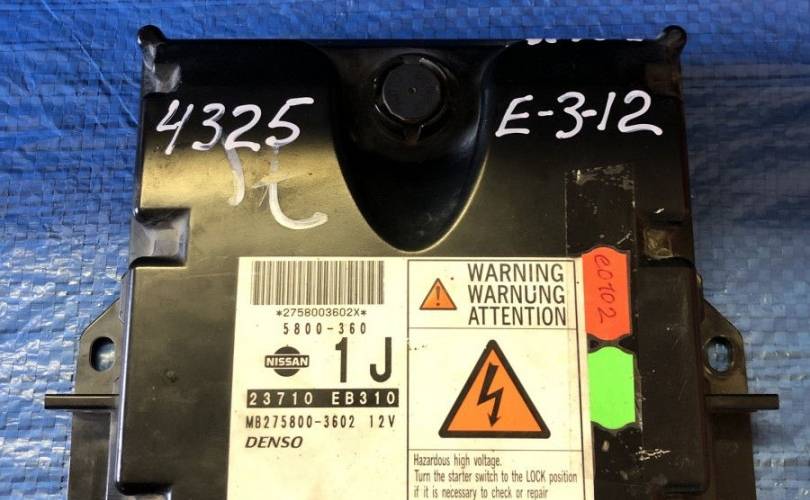 4325
E-3-12
*2758003602X*
5800-360
NISSAN
1J
23710 EB310
MB275800-3602 12V
DENSO
WARNING
WARNUNG
ATTENTION
Hazardous high voltage.
Turn the starter switch to the LOCK position
if it is necessary to check or repair